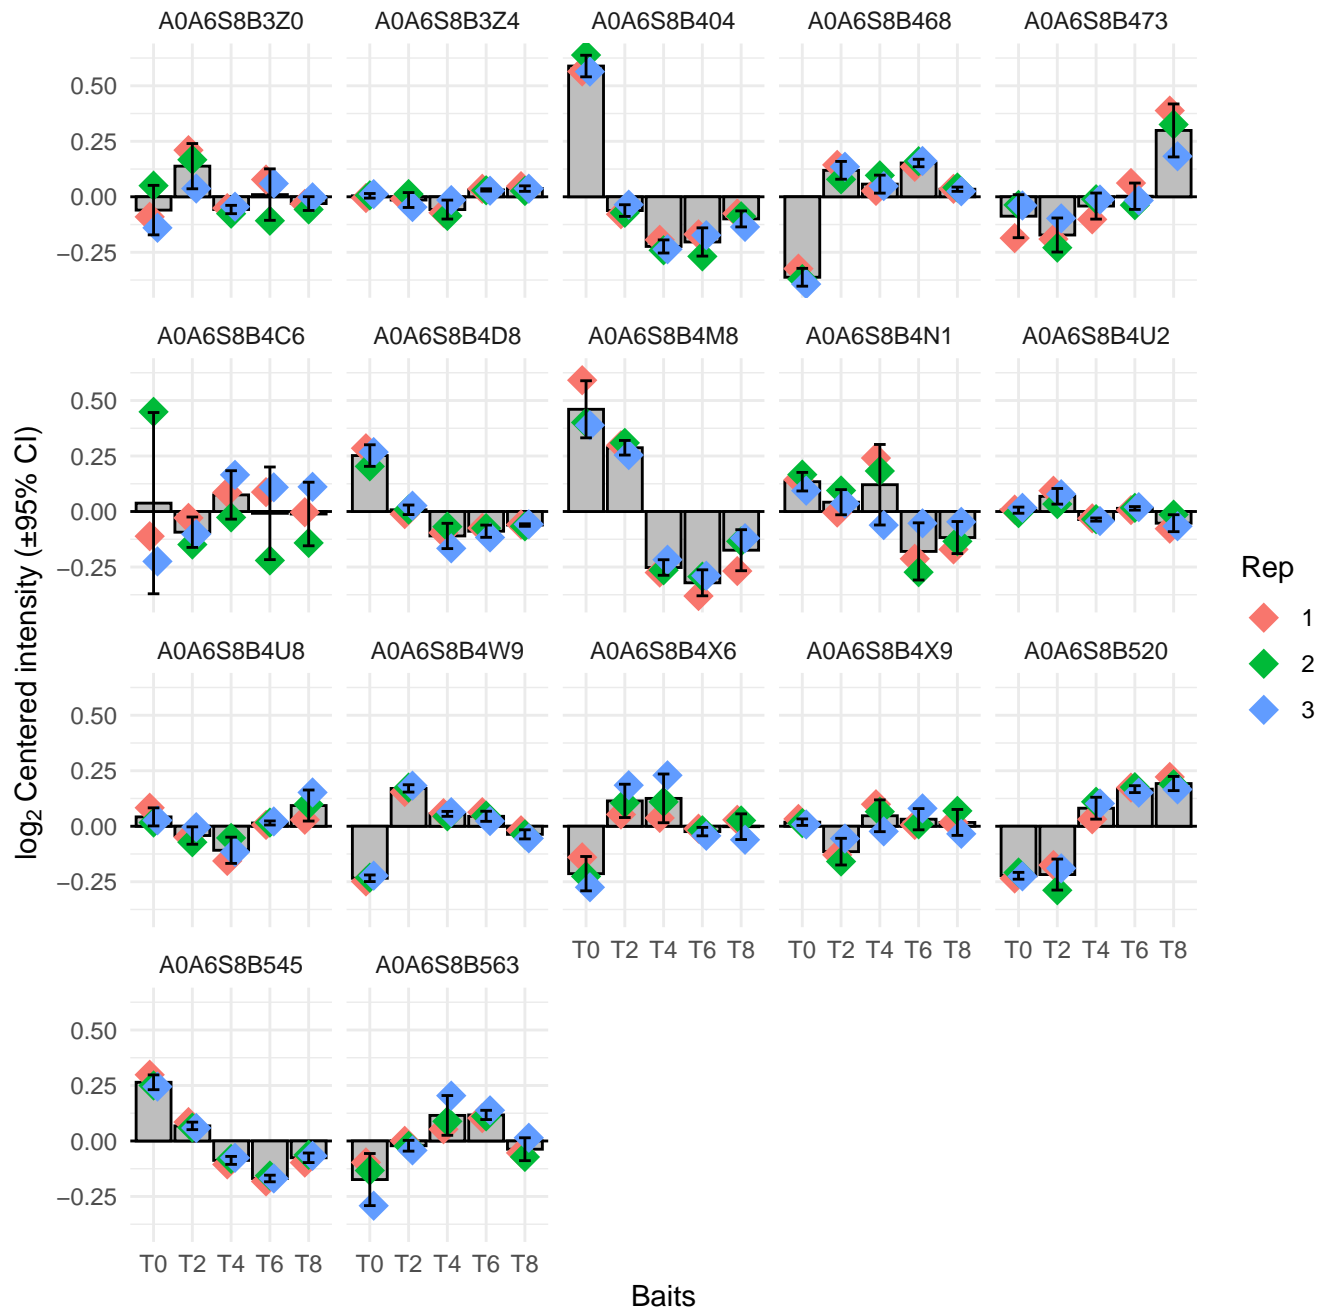 A0A6S8B3Z0 A0A6S8B3Z4 A0A6S8B404 A0A6S8B468 A0A6S8B473
0.50
0.25
0.00
−0.25
A0A6S8B4C6 A0A6S8B4D8 A0A6S8B4M8 A0A6S8B4N1 A0A6S8B4U2
0.50
0.25
0.00
−0.25
A0A6S8B4U8 A0A6S8B4W9 A0A6S8B4X6 A0A6S8B4X9 A0A6S8B520
0.50
0.25
0.00
−0.25
T0 T2 T4 T6 T8 T0 T2 T4 T6 T8 T0 T2 T4 T6 T8
A0A6S8B545 A0A6S8B563
0.50
0.25
0.00
−0.25
T0 T2 T4 T6 T8 T0 T2 T4 T6 T8
Baits
log2 Centered intensity (±95% CI)
Rep
1
2
3